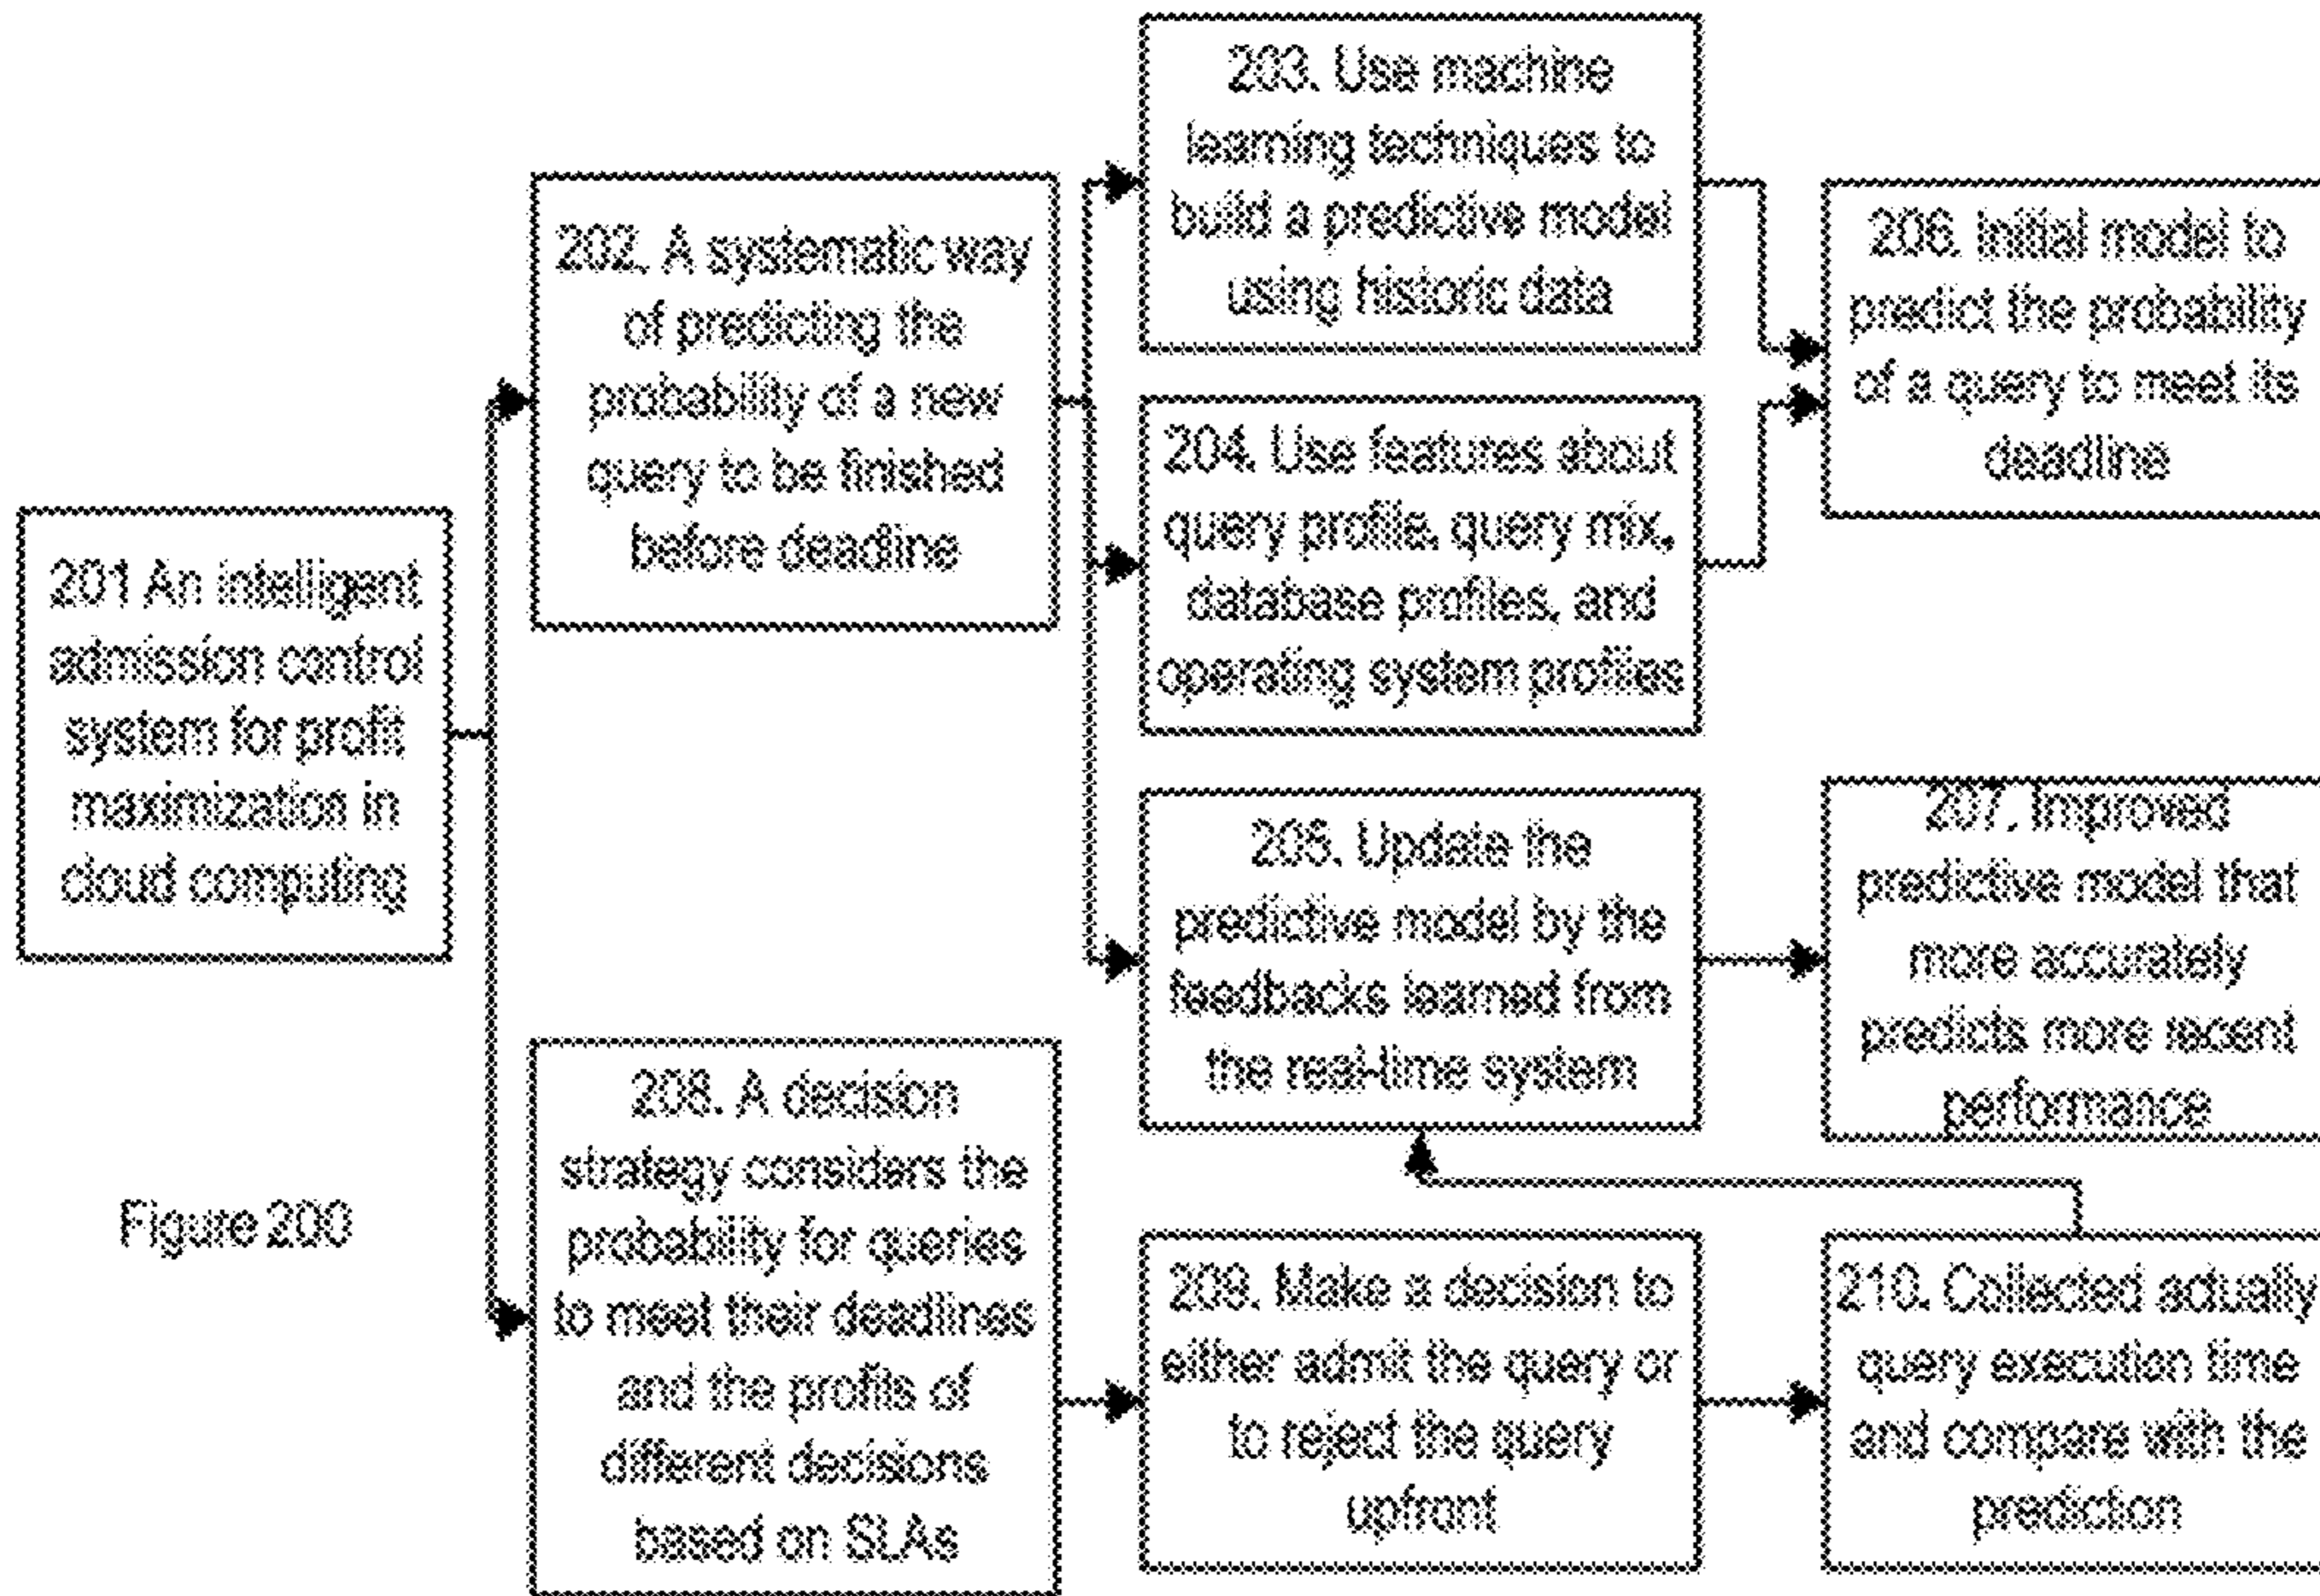 201 An intelligent
admission control
system for profit
maximization in
cloud computing
202. A systematic way
of predicting the
probability of a new
query to be finished
before deadline
203. Use machine
learning techniques to
build a predictive model
using historic data
204. Use features about
query profile, query mix,
database profiles, and
operating system profiles
205. Update the
predictive model by the
feedbacks learned from
the real-time system
206. Initial model to
predict the probability
of a query to meet its
deadline
207. Improved
predictive model that
more accurately
predicts more recent
performance
208. A decision
strategy considers the
probability for queries
to meet their deadlines
and the profits of
different decisions
based on SLAs
209. Make a decision to
either admit the query or
to reject the query
upfront
210. Collected actually
query execution time
and compare with the
prediction
Figure 200